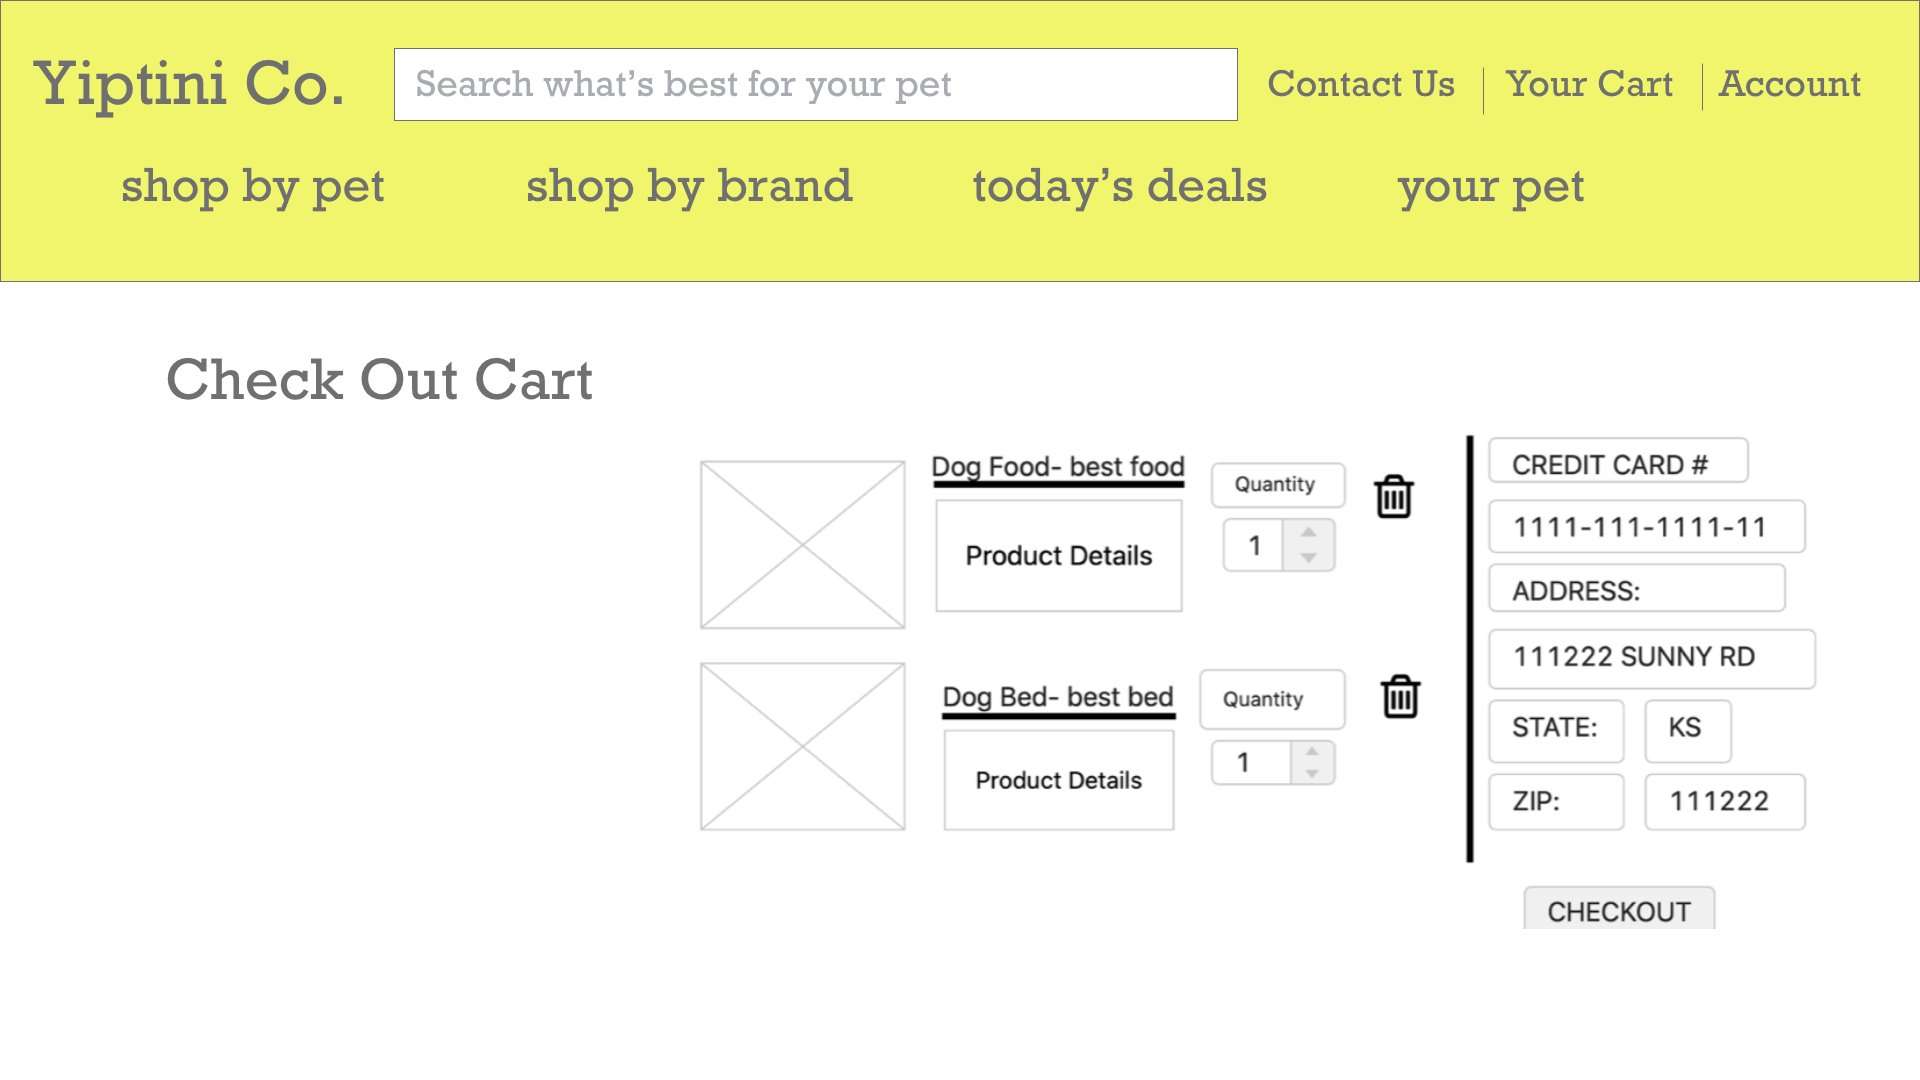 Yiptini Co.
Search what's best for your pet
Contact Us
Your Cart
Account
shop by pet
shop by brand
today's deals
your pet
Check Out Cart
Dog Food- best food
Product Details
Quantity
1
Dog Bed- best bed
Product Details
Quantity
1
CREDIT CARD #
1111-111-1111-11
ADDRESS:
111222 SUNNY RD
STATE:
KS
ZIP:
111222
CHECKOUT